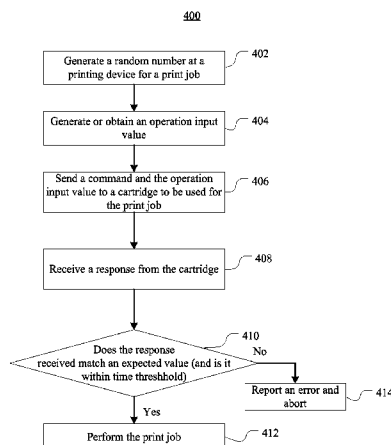 400
Generate a random number at a
printing device for a print job
402
Generate or obtain an operation input
value
404
Send a command and the operation
input value to a cartridge to be used for
the print job
406
Receive a response from the cartridge
408
Does the response
received match an expected value (and is it
within time threshhold)
410
No
Report an error and
abort
414
Yes
Perform the print job
412